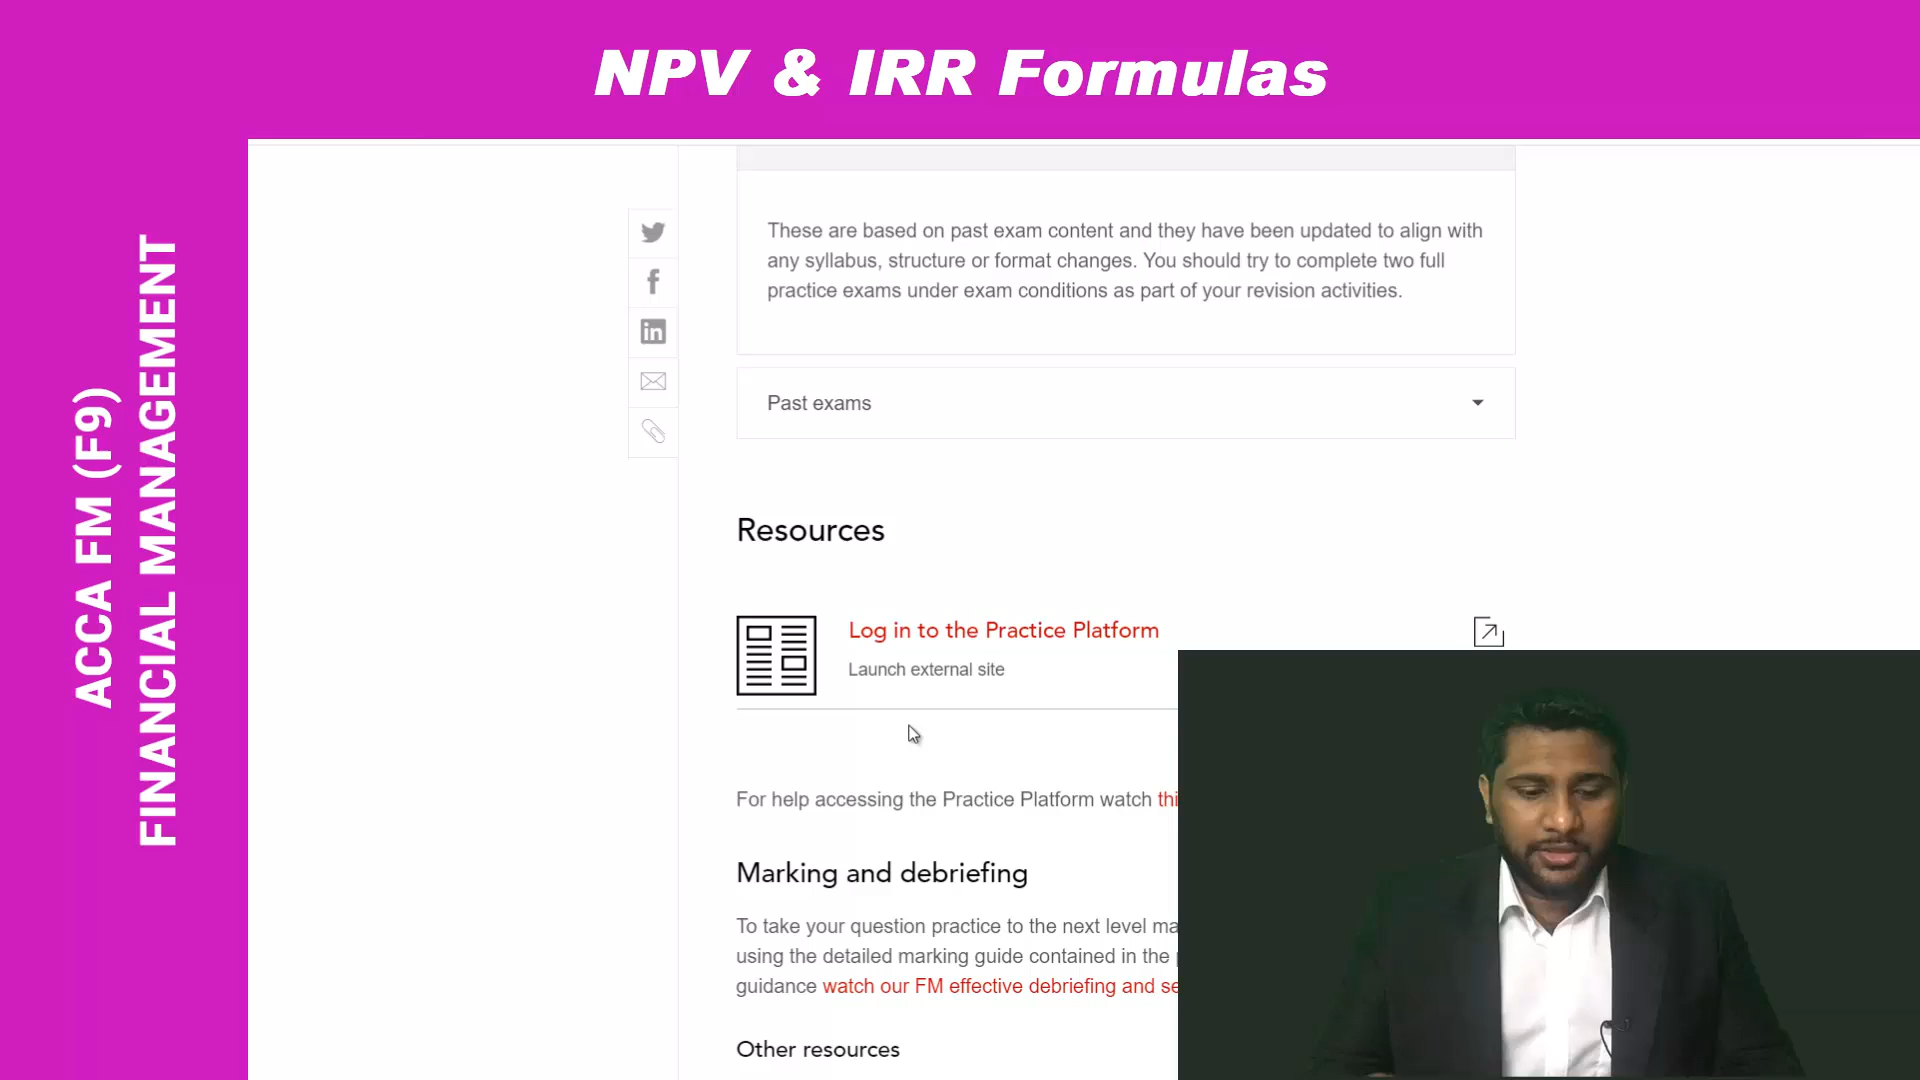 NPV & IRR Formulas
ACCA FM (F9)
FINANCIAL MANAGEMENT
These are based on past exam content and they have been updated to align with
any syllabus, structure or format changes. You should try to complete two full
practice exams under exam conditions as part of your revision activities.
Past exams
Resources
Log in to the Practice Platform
Launch external site
For help accessing the Practice Platform watch
Marking and debriefing
To take your question practice to the next level
using the detailed marking guide contained in the
guidance watch our FM effective debriefing and
Other resources